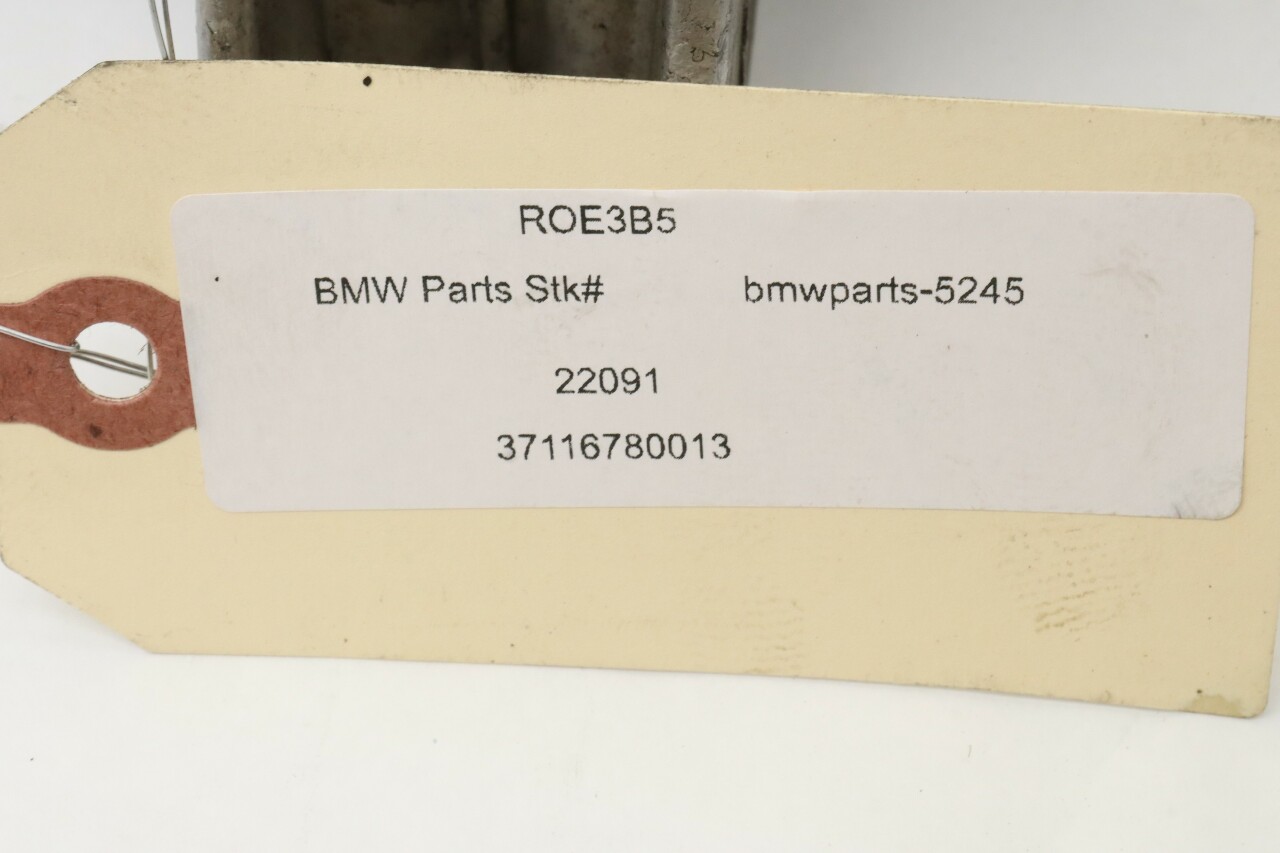 ROE3B5
BMW Parts Stk# bmwparts-5245
22091
37116780013